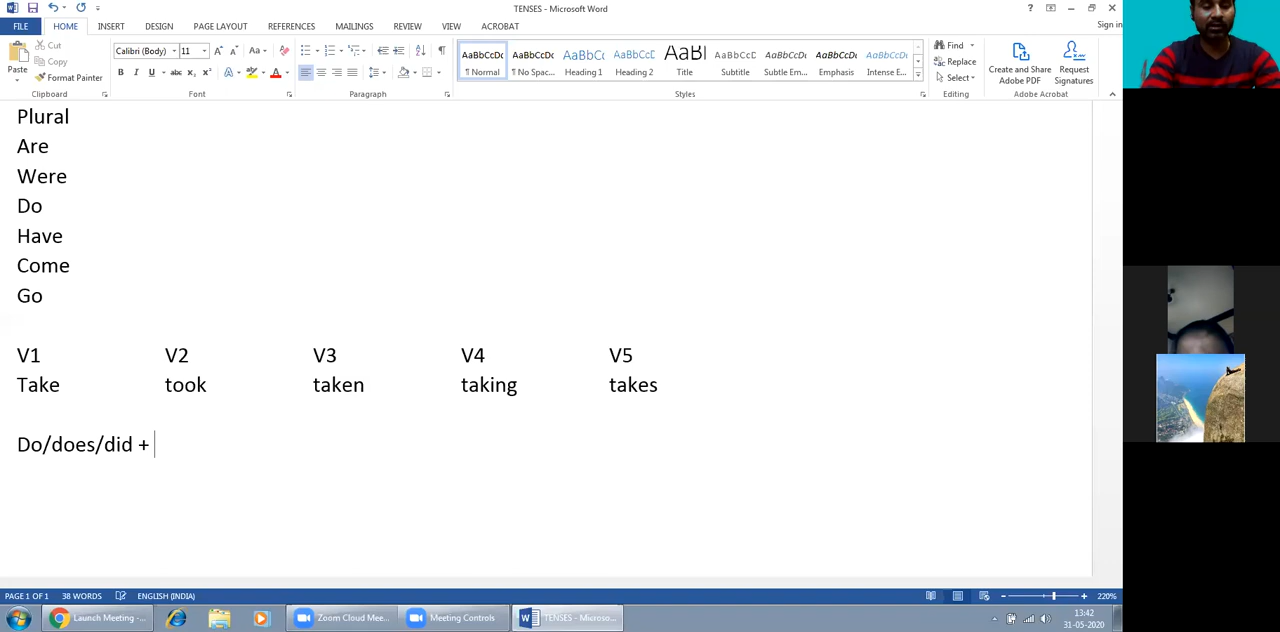 TENSES - Microsoft Word
Sign in
FILE HOME INSERT DESIGN PAGE LAYOUT REFERENCES MAILINGS REVIEW VIEW ACROBAT
Paste
Cut
Copy
Format Painter
Clipboard
Calibri (Body) 11
Font
Paragraph
AaBbCcDc AaBbCcDc AaBbCc AaBbCcD AaBl AaBbCcD AaBbCcDc AaBbCcDc AaBbCcDc
¶ Normal ¶ No Spac... Heading 1 Heading 2 Title Subtitle Subtle Em... Emphasis Intense E...
Styles
Find
Replace
Select
Editing
Create and Share Adobe PDF
Request Signatures
Adobe Acrobat
Plural
Are
Were
Do
Have
Come
Go
V1 V2 V3 V4 V5
Take took taken taking takes
Do/does/did +
PAGE 1 OF 1 38 WORDS ENGLISH (INDIA) 220%
Launch Meeting -... Zoom Cloud Mee... Meeting Controls TENSES - Microso...
13:42
31-05-2020